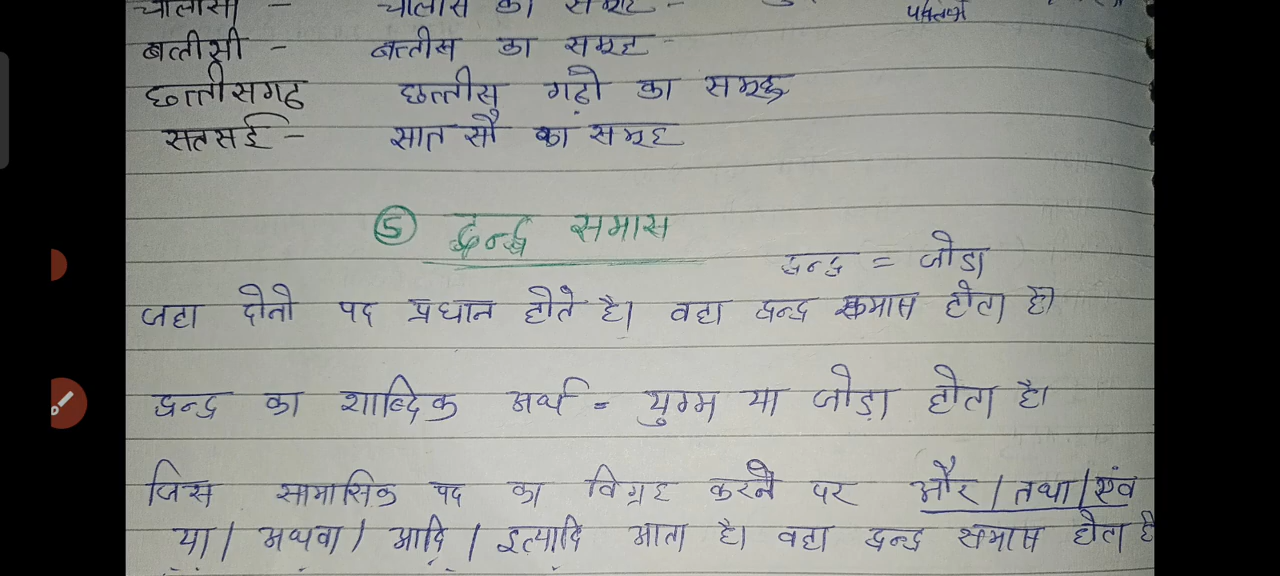 चालीसा - चालीस का समूह -
बत्तीसी - बत्तीस का समूह -
छत्तीसगढ छत्तीस गढ़ो का समूह
सतसई - सात सौ का समूह
5 द्वन्द्व समास
द्वन्द्व = जोडा
जहा दोनो पद प्रधान होते है। वहा द्वन्द्व समास होता है।
द्वन्द्व का शाब्दिक अर्थ = युग्म या जोड़ा होता है।
जिस सामासिक पद का विग्रह करने पर और / तथा / एंव
या / अथवा / आदि / इत्यादि आता है। वहा द्वन्द्व समास होता है